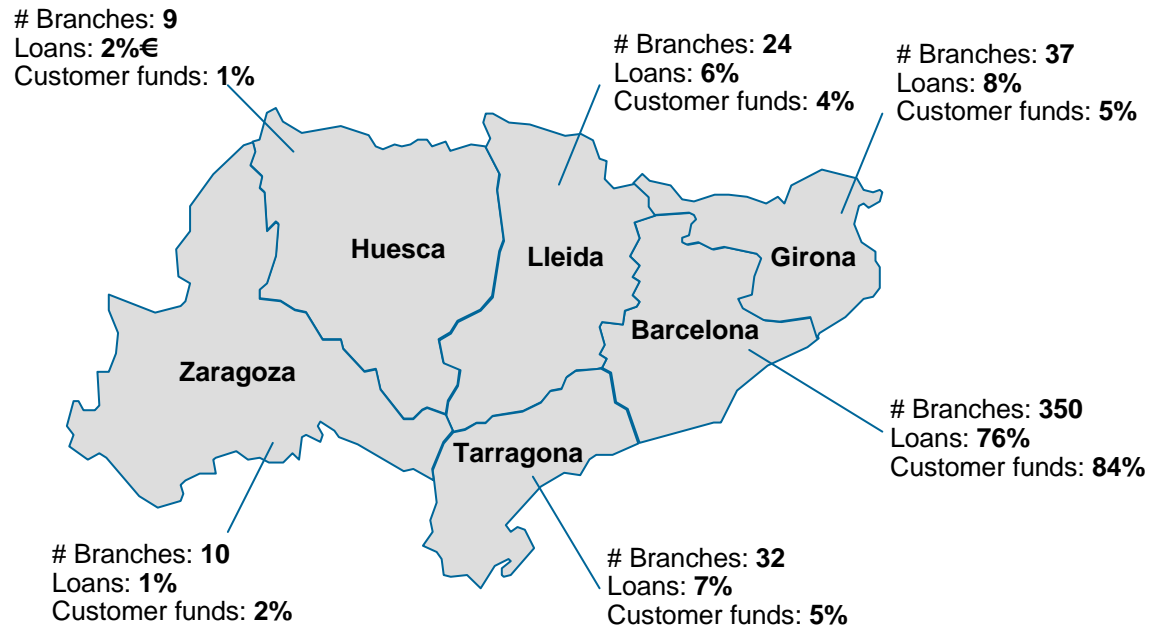 # Branches: 9
Loans: 2%€
Customer funds: 1%
# Branches: 24
Loans: 6%
Customer funds: 4%
# Branches: 37
Loans: 8%
Customer funds: 5%
Huesca
Lleida
Girona
Barcelona
Zaragoza
Tarragona
# Branches: 350
Loans: 76%
Customer funds: 84%
# Branches: 10
Loans: 1%
Customer funds: 2%
# Branches: 32
Loans: 7%
Customer funds: 5%